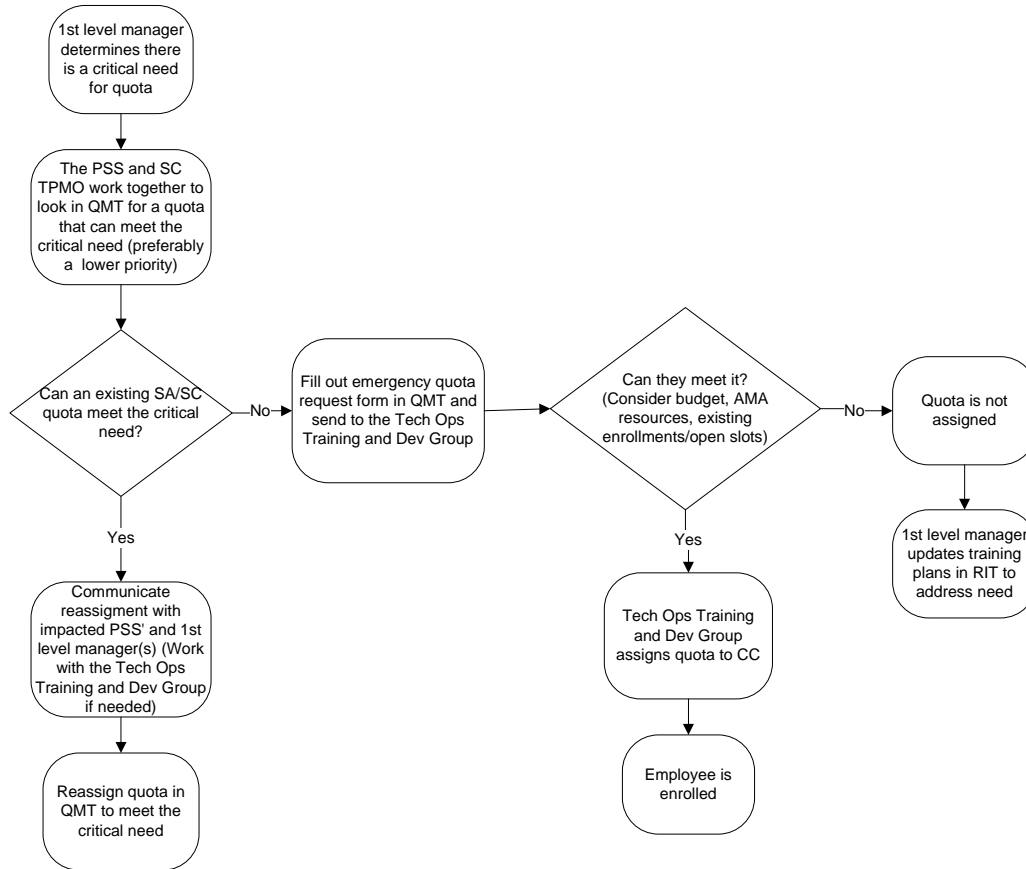 1st level manager
determines there
is a critical need
for quota
The PSS and SC
TPMO work together to
look in QMT for a quota
that can meet the
critical need (preferably
a lower priority)
Can an existing SA/SC
quota meet the critical
need?
No
Fill out emergency quota
request form in QMT and
send to the Tech Ops
Training and Dev Group
Can they meet it?
(Consider budget, AMA
resources, existing
enrollments/open slots)
No
Quota is not
assigned
1st level manager
updates training
plans in RIT to
address need
Yes
Communicate
reassigment with
impacted PSS' and 1st
level manager(s) (Work
with the Tech Ops
Training and Dev Group
if needed)
Reassign quota in
QMT to meet the
critical need
Yes
Tech Ops Training
and Dev Group
assigns quota to CC
Employee is
enrolled